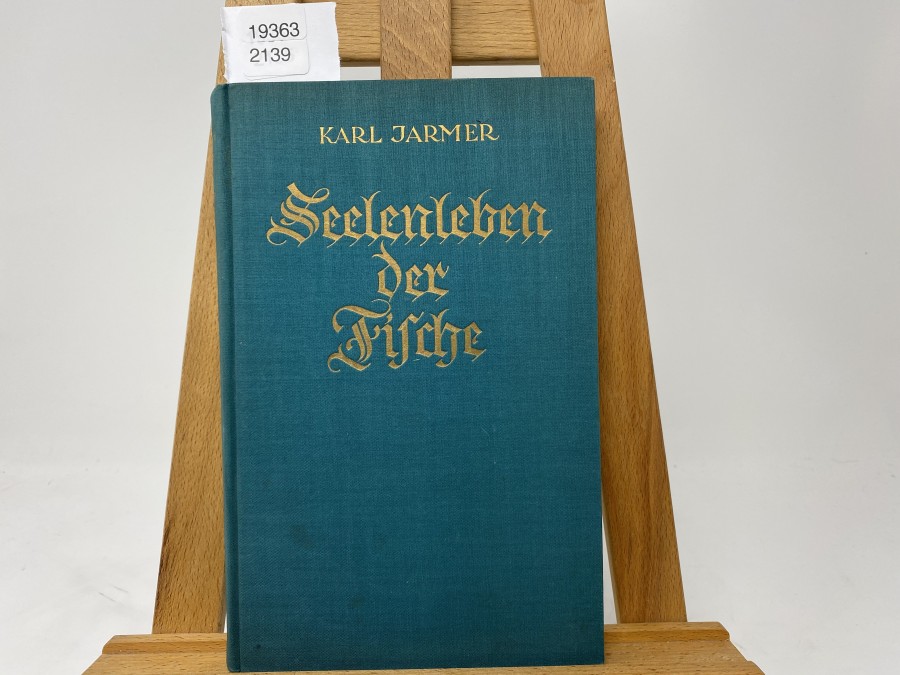 19363
2139
KARL JARMER
Seelenleben
der
Fiſche